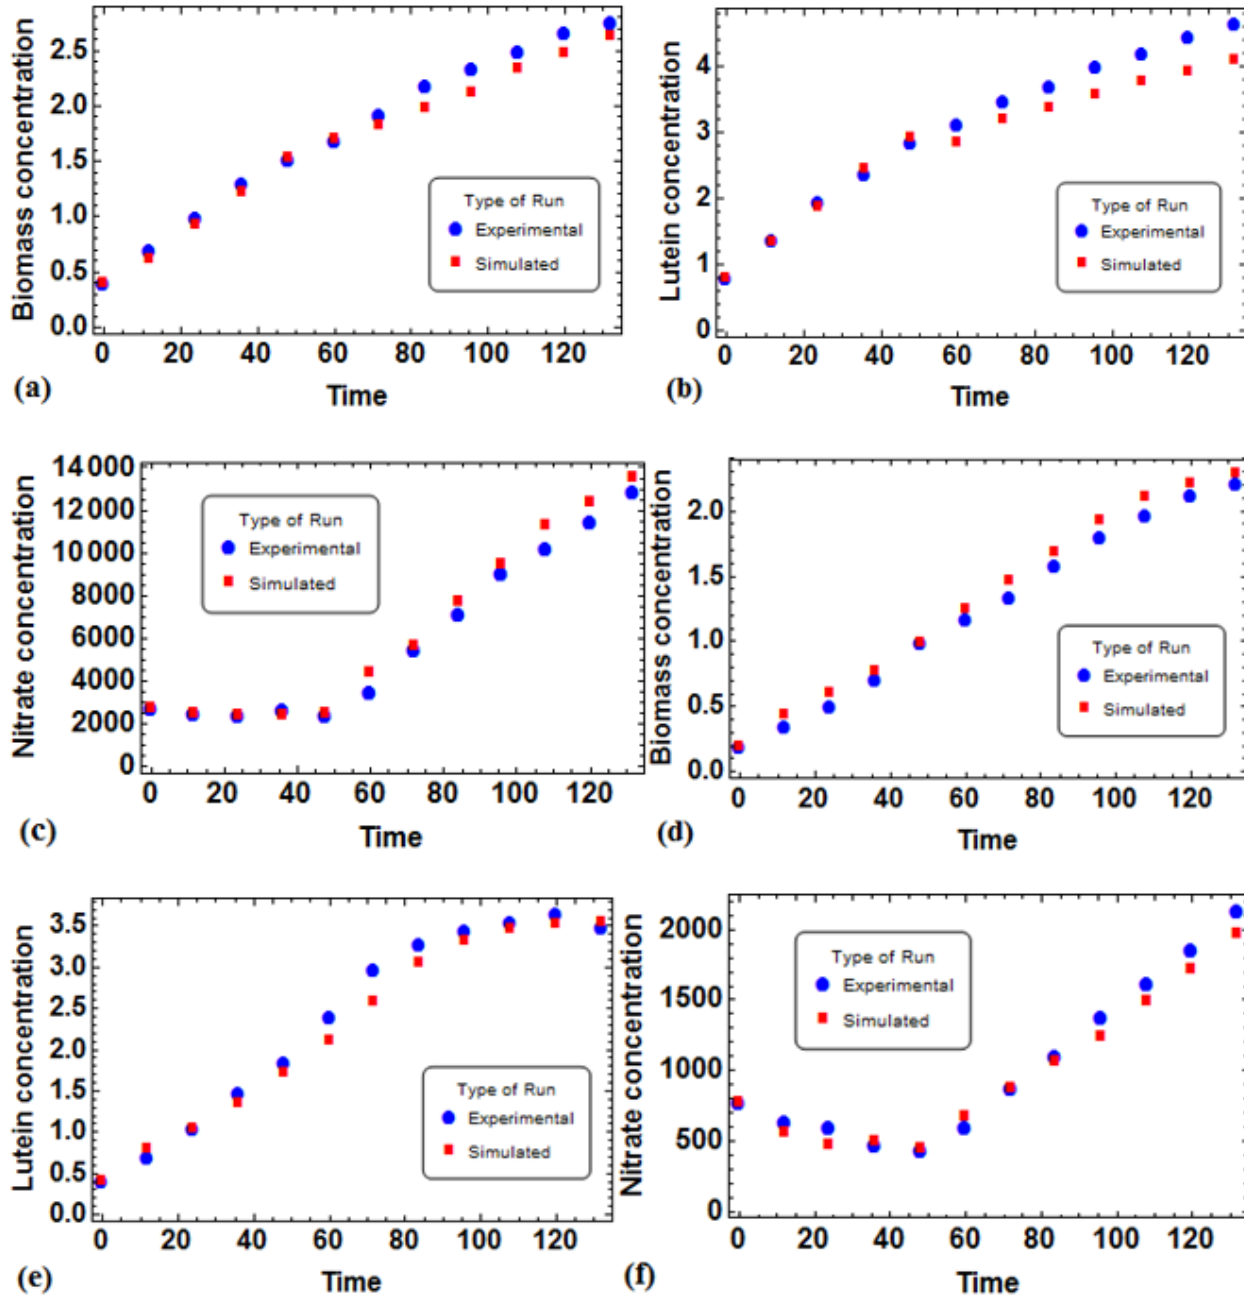 Biomass concentration
2.5
2.0
1.5
1.0
0.5
0.0
Type of Run
Experimental
Simulated
0 20 40 60 80 100 120
(a)
Time
Lutein concentration
4
3
2
1
0
Type of Run
Experimental
Simulated
0 20 40 60 80 100 120
(b)
Time
Nitrate concentration
14000
12000
10000
8000
6000
4000
2000
0
Type of Run
Experimental
Simulated
0 20 40 60 80 100 120
(c)
Time
Biomass concentration
2.0
1.5
1.0
0.5
0.0
Type of Run
Experimental
Simulated
0 20 40 60 80 100 120
(d)
Time
Lutein concentration
3.5
3.0
2.5
2.0
1.5
1.0
0.5
0.0
Type of Run
Experimental
Simulated
0 20 40 60 80 100 120
(e)
Time
Nitrate concentration
2000
1500
1000
500
0
Type of Run
Experimental
Simulated
0 20 40 60 80 100 120
(f)
Time